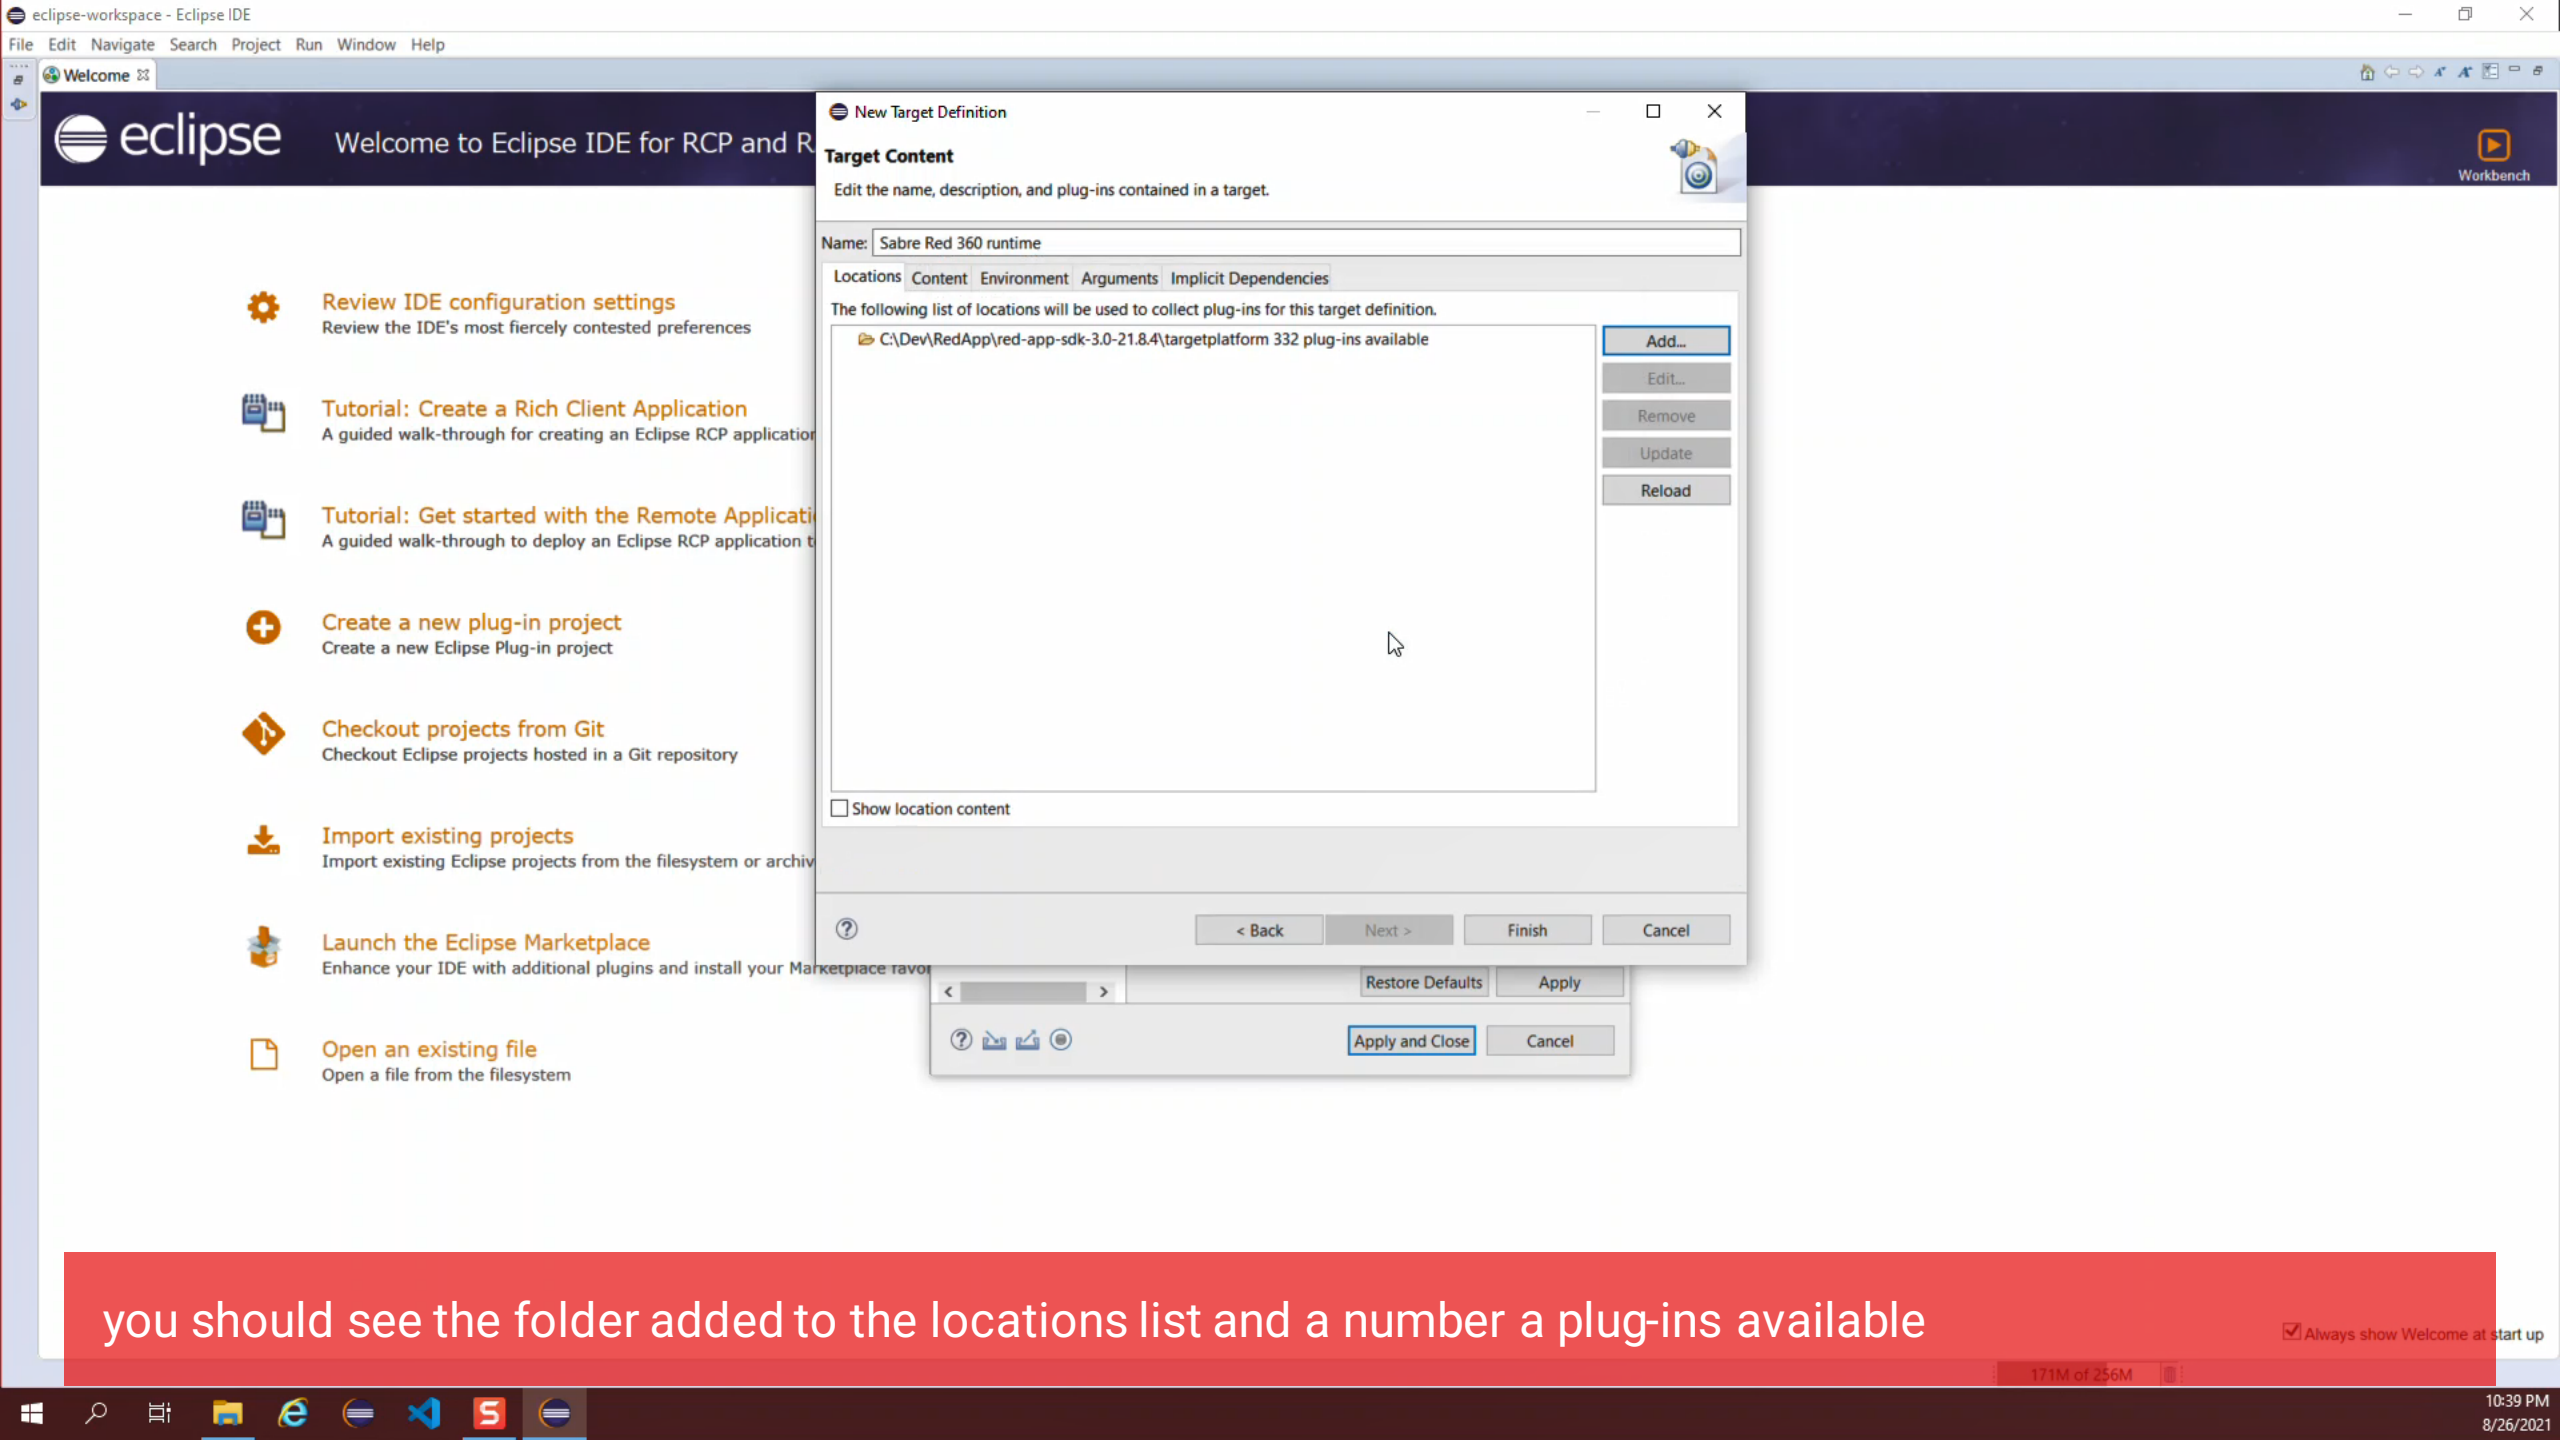 eclipse-workspace - Eclipse IDE
File Edit Navigate Search Project Run Window Help
Welcome
eclipse
Welcome to Eclipse IDE for RCP and R
Workbench
Review IDE configuration settings
Review the IDE's most fiercely contested preferences
Tutorial: Create a Rich Client Application
A guided walk-through for creating an Eclipse RCP application
Tutorial: Get started with the Remote Applicati
A guided walk-through to deploy an Eclipse RCP application t
Create a new plug-in project
Create a new Eclipse Plug-in project
Checkout projects from Git
Checkout Eclipse projects hosted in a Git repository
Import existing projects
Import existing Eclipse projects from the filesystem or archiv
Launch the Eclipse Marketplace
Enhance your IDE with additional plugins and install your Marketplace favor
Open an existing file
Open a file from the filesystem
New Target Definition
Target Content
Edit the name, description, and plug-ins contained in a target.
Name: Sabre Red 360 runtime
Locations Content Environment Arguments Implicit Dependencies
The following list of locations will be used to collect plug-ins for this target definition.
C:\Dev\RedApp\red-app-sdk-3.0-21.8.4\targetplatform 332 plug-ins available
Add...
Edit...
Remove
Update
Reload
Show location content
< Back Next > Finish Cancel
Restore Defaults Apply
Apply and Close Cancel
you should see the folder added to the locations list and a number a plug-ins available
Always show Welcome at start up
171M of 256M
10:39 PM
8/26/2021